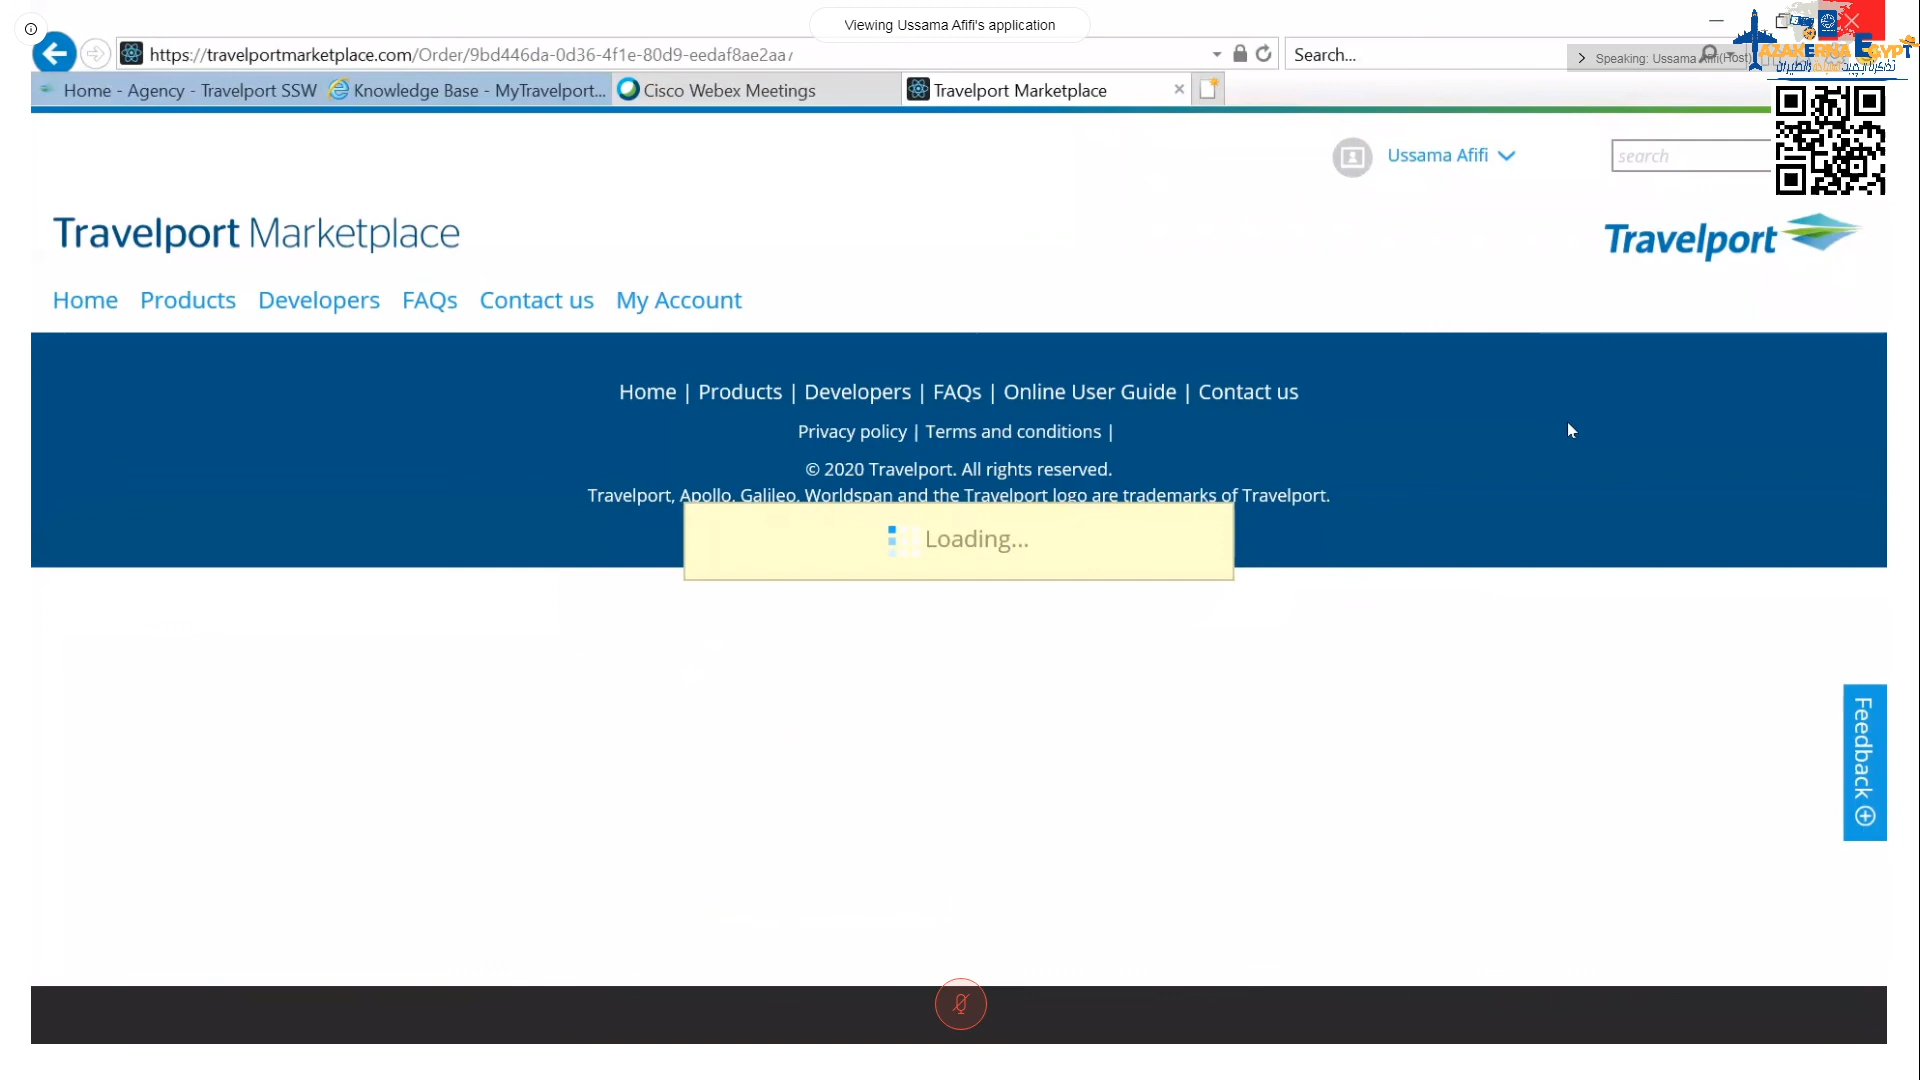 Viewing Ussama Afifi's application
https://travelportmarketplace.com/Order/9bd446da-0d36-4f1e-80d9-eedaf8ae2aa7
Search...
Speaking: Ussama Afifi(Host)
Home - Agency - Travelport SSW
Knowledge Base - MyTravelport...
Cisco Webex Meetings
Travelport Marketplace
Ussama Afifi
search
Travelport Marketplace
Travelport
Home Products Developers FAQs Contact us My Account
Home | Products | Developers | FAQs | Online User Guide | Contact us
Privacy policy | Terms and conditions |
© 2020 Travelport. All rights reserved.
Travelport, Apollo, Galileo, Worldspan and the Travelport logo are trademarks of Travelport.
Loading...
Feedback